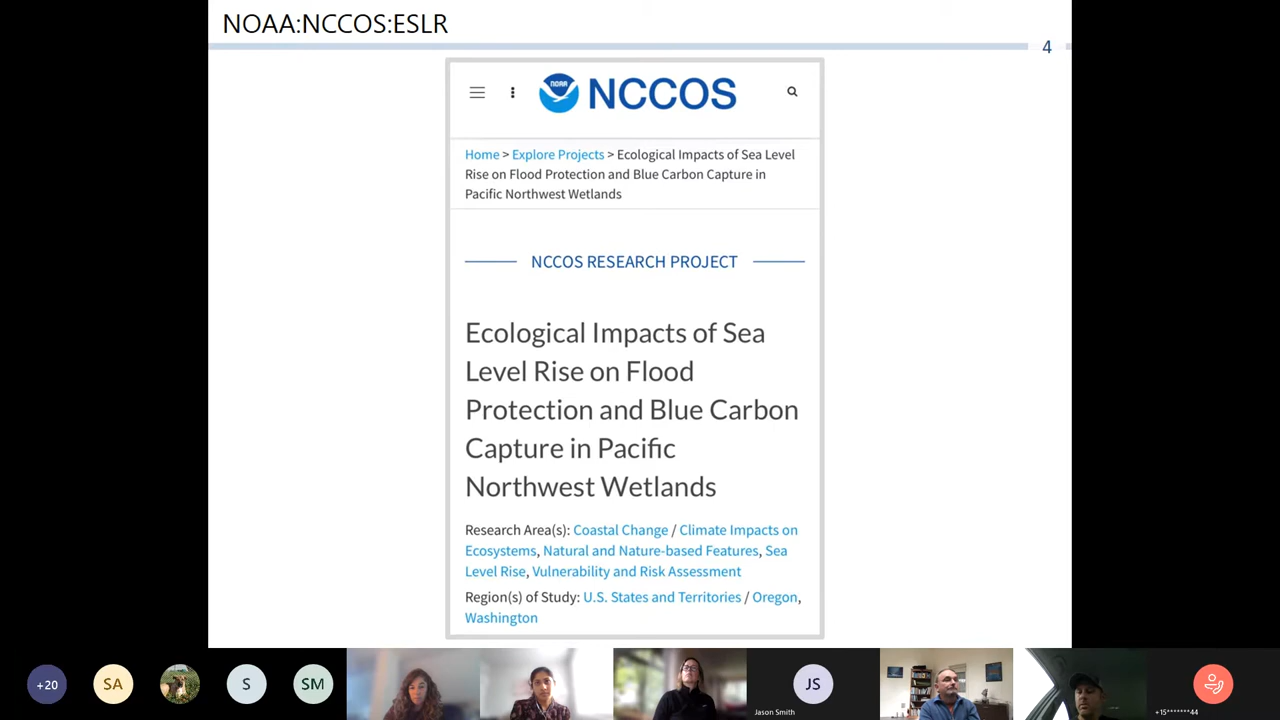 NOAA:NCCOS:ESLR
4
NOAA
NCCOS
Home > Explore Projects > Ecological Impacts of Sea Level
Rise on Flood Protection and Blue Carbon Capture in
Pacific Northwest Wetlands
NCCOS RESEARCH PROJECT
Ecological Impacts of Sea
Level Rise on Flood
Protection and Blue Carbon
Capture in Pacific
Northwest Wetlands
Research Area(s): Coastal Change / Climate Impacts on
Ecosystems, Natural and Nature-based Features, Sea
Level Rise, Vulnerability and Risk Assessment
Region(s) of Study: U.S. States and Territories / Oregon,
Washington
+20
SA
S
SM
JS
Jason Smith
+15*******44